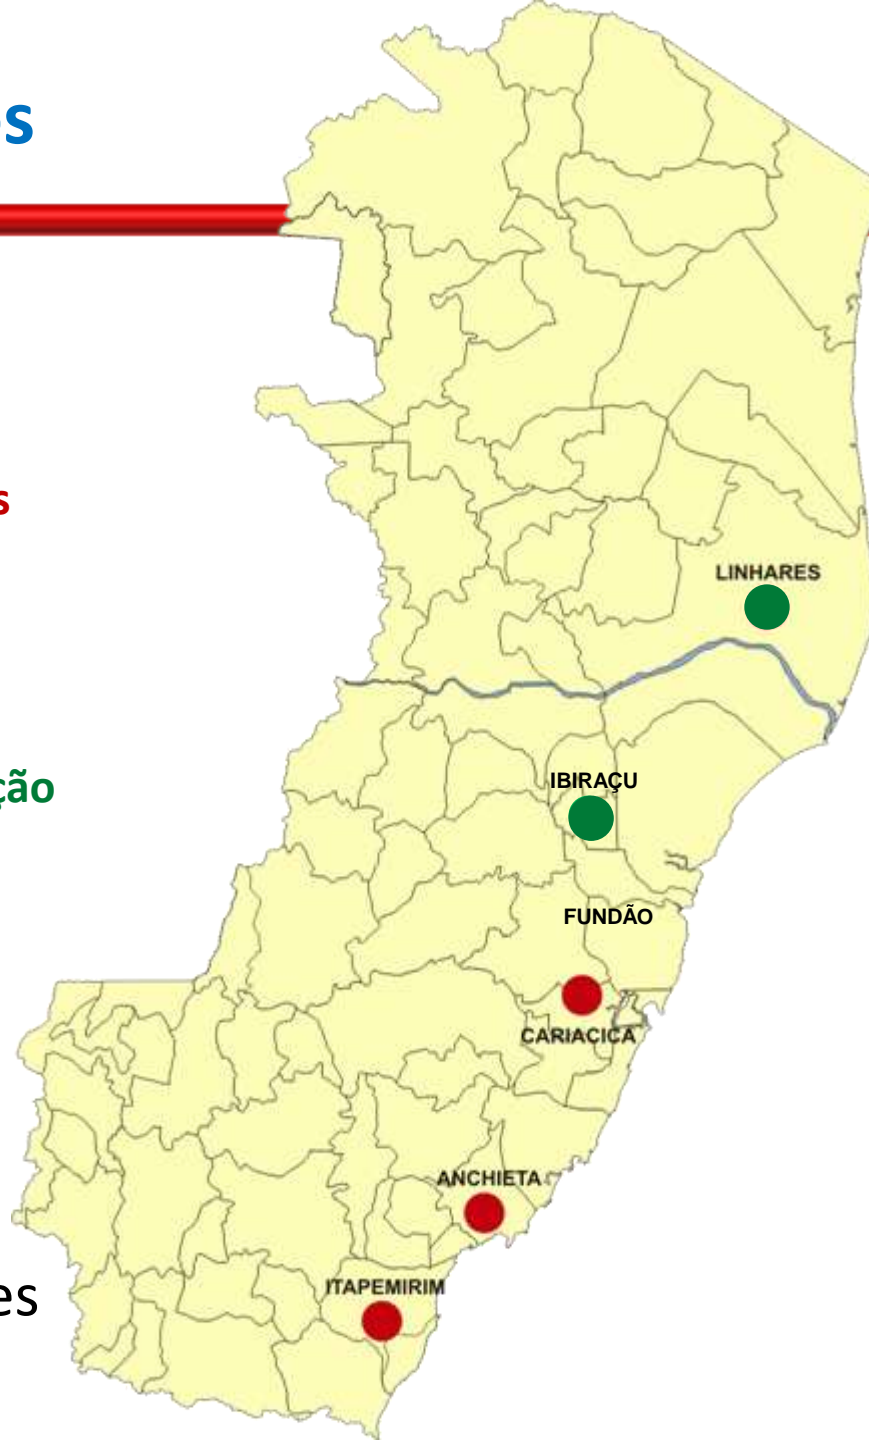 s
s
LINHARES
ção
IBIRAÇU
FUNDÃO
CARIACICA
ANCHIETA
ITAPEMIRIM
es